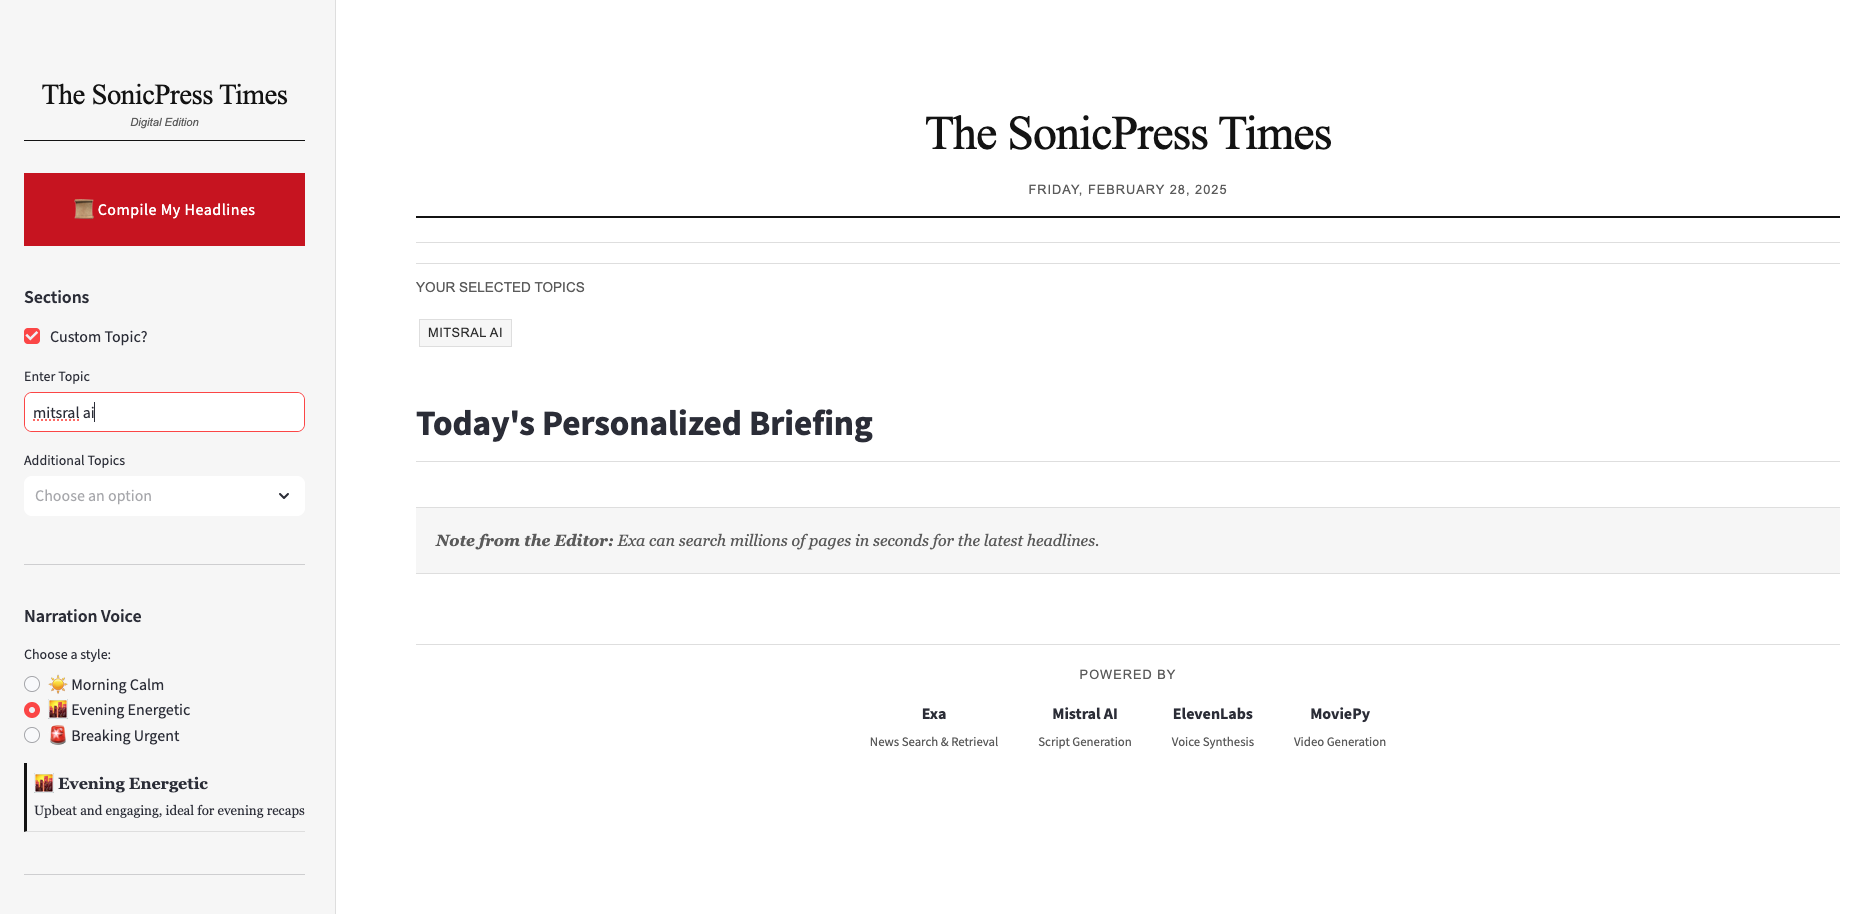 The SonicPress Times
Digital Edition
Compile My Headlines
Sections
Custom Topic?
Enter Topic
mitsral ai
Additional Topics
Choose an option
Narration Voice
Choose a style:
Morning Calm
Evening Energetic
Breaking Urgent
Evening Energetic
Upbeat and engaging, ideal for evening recaps
The SonicPress Times
FRIDAY, FEBRUARY 28, 2025
YOUR SELECTED TOPICS
MITSRAL AI
Today's Personalized Briefing
Note from the Editor: Exa can search millions of pages in seconds for the latest headlines.
POWERED BY
Exa
News Search & Retrieval
Mistral AI
Script Generation
ElevenLabs
Voice Synthesis
MoviePy
Video Generation